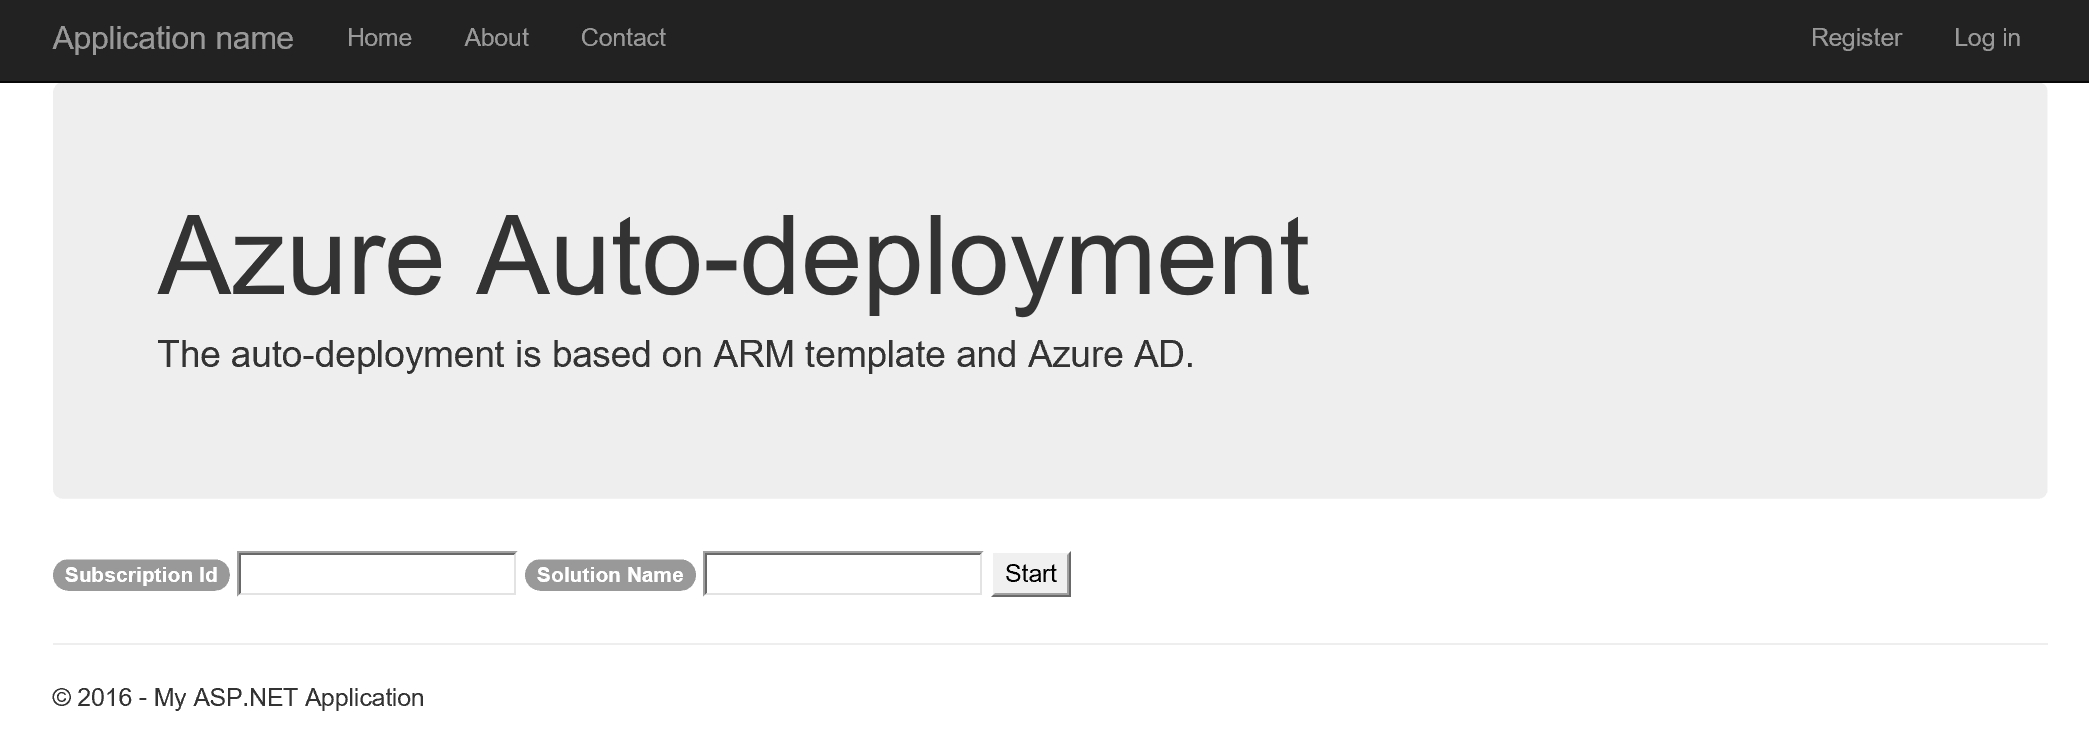 Application name Home About Contact Register Log in
Azure Auto-deployment
The auto-deployment is based on ARM template and Azure AD.
Subscription Id Solution Name Start
© 2016 - My ASP.NET Application